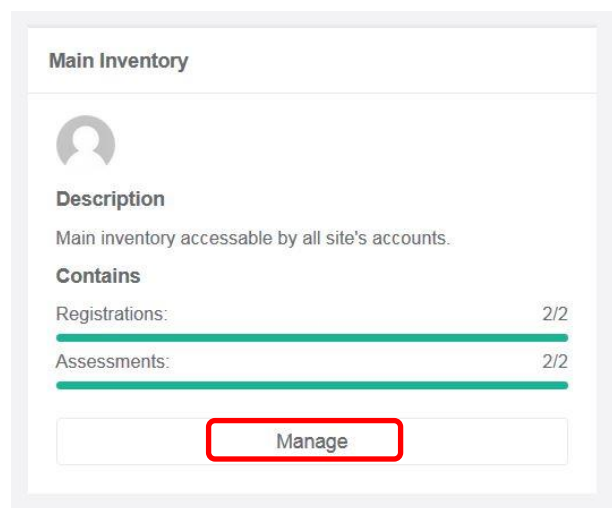 Main Inventory
Description
Main inventory accessable by all site's accounts.
Contains
Registrations: 2/2
Assessments: 2/2
Manage